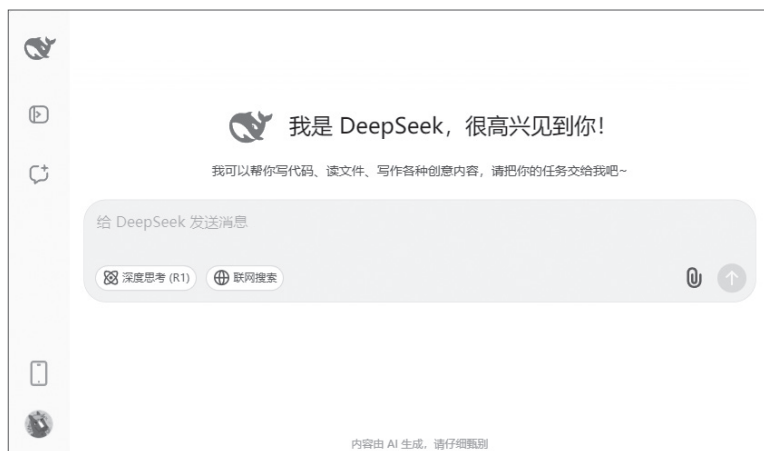 我是 DeepSeek，很高兴见到你！
我可以帮你写代码、读文件、写作各种创意内容，请把你的任务交给我吧~
给 DeepSeek 发送消息
深度思考 (R1)
联网搜索
内容由 AI 生成，请仔细甄别